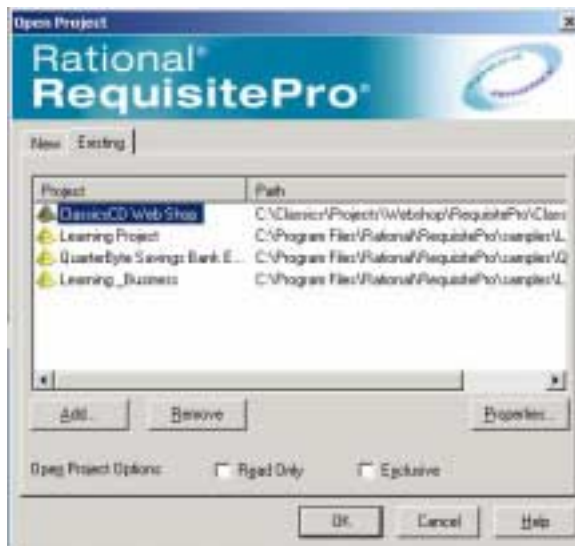 Open Project
Rational®
RequisitePro®
New Existing
Project Path
ClassicsCD Web Shop C:\Classics\Projects\Webshop\RequisitePro\Class
Learning Project C:\Program Files\Rational\RequisitePro\samples\L
QuarterByte Savings Bank E... C:\Program Files\Rational\RequisitePro\samples\Q
Learning_Business C:\Program Files\Rational\RequisitePro\samples\L
Add... Remove Properties...
Open Project Options: Read Only Exclusive
OK Cancel Help